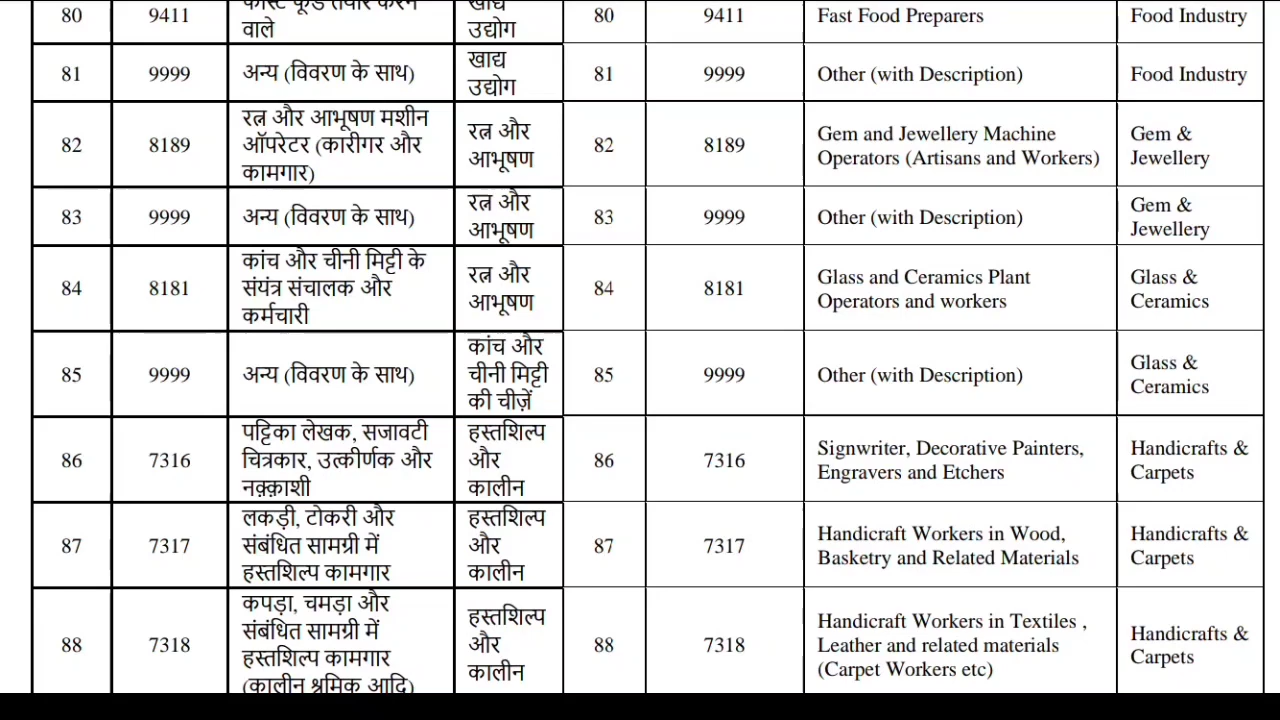 80 9411 फास्ट फूड तैयार करने खाद्य 80 9411 Fast Food Preparers Food Industry
वाले उद्योग
81 9999 अन्य (विवरण के साथ) खाद्य 81 9999 Other (with Description) Food Industry
उद्योग
82 8189 रत्न और आभूषण मशीन रत्न और 82 8189 Gem and Jewellery Machine Gem &
ऑपरेटर (कारीगर और आभूषण Operators (Artisans and Workers) Jewellery
कामगार)
83 9999 अन्य (विवरण के साथ) रत्न और 83 9999 Other (with Description) Gem &
आभूषण Jewellery
84 8181 कांच और चीनी मिट्टी के रत्न और 84 8181 Glass and Ceramics Plant Glass &
संयंत्र संचालक और आभूषण Operators and workers Ceramics
कर्मचारी
85 9999 अन्य (विवरण के साथ) कांच और 85 9999 Other (with Description) Glass &
चीनी मिट्टी Ceramics
की चीज़ें
86 7316 पट्टिका लेखक, सजावटी हस्तशिल्प 86 7316 Signwriter, Decorative Painters, Handicrafts &
चित्रकार, उत्कीर्णक और और Engravers and Etchers Carpets
नक़्क़ाशी कालीन
87 7317 लकड़ी, टोकरी और हस्तशिल्प 87 7317 Handicraft Workers in Wood, Handicrafts &
संबंधित सामग्री में और Basketry and Related Materials Carpets
हस्तशिल्प कामगार कालीन
88 7318 कपड़ा, चमड़ा और हस्तशिल्प 88 7318 Handicraft Workers in Textiles , Handicrafts &
संबंधित सामग्री में और Leather and related materials Carpets
हस्तशिल्प कामगार कालीन (Carpet Workers etc)
(कालीन श्रमिक आदि)